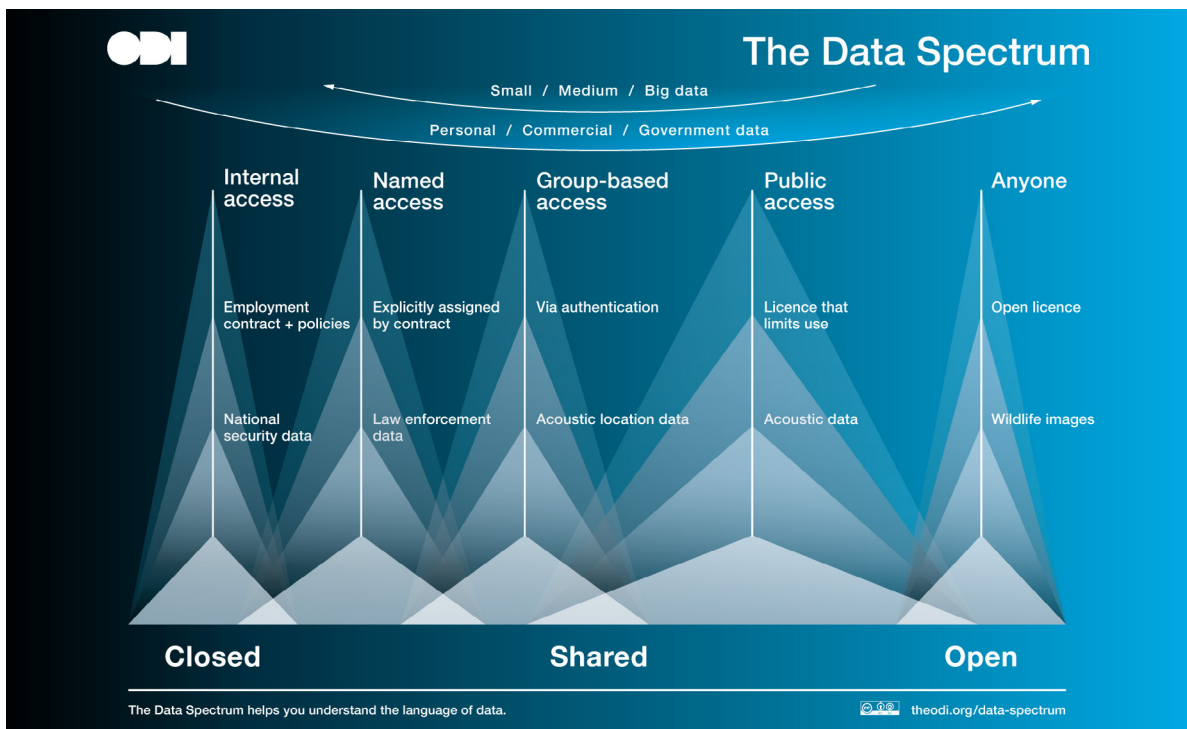 ODI
The Data Spectrum
Small / Medium / Big data
Personal / Commercial / Government data
Internal
access
Named
access
Group-based
access
Public
access
Anyone
Employment
contract + policies
Explicitly assigned
by contract
Via authentication
Licence that
limits use
Open licence
National
security data
Law enforcement
data
Acoustic location data
Acoustic data
Wildlife images
Closed
Shared
Open
The Data Spectrum helps you understand the language of data.
theodi.org/data-spectrum